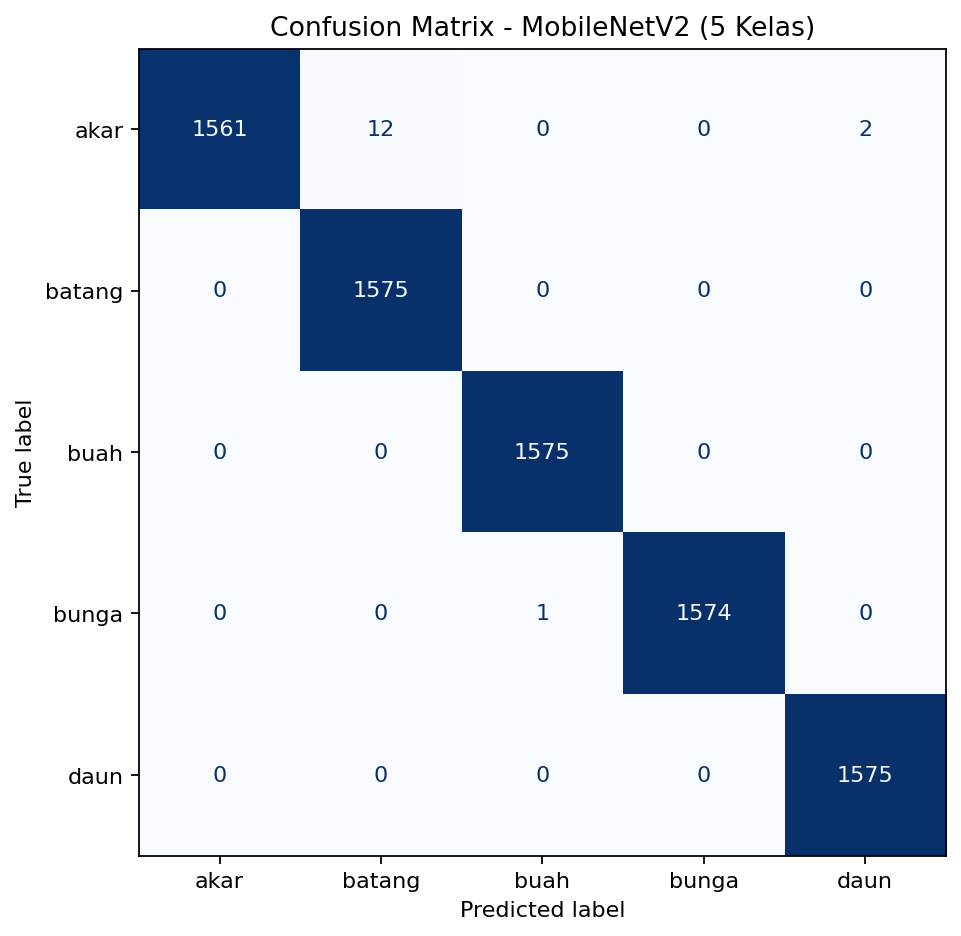 Confusion Matrix - MobileNetV2 (5 Kelas)
akar 1561 12 0 0 2
batang 0 1575 0 0 0
buah 0 0 1575 0 0
bunga 0 0 1 1574 0
daun 0 0 0 0 1575
True label
akar batang buah bunga daun
Predicted label